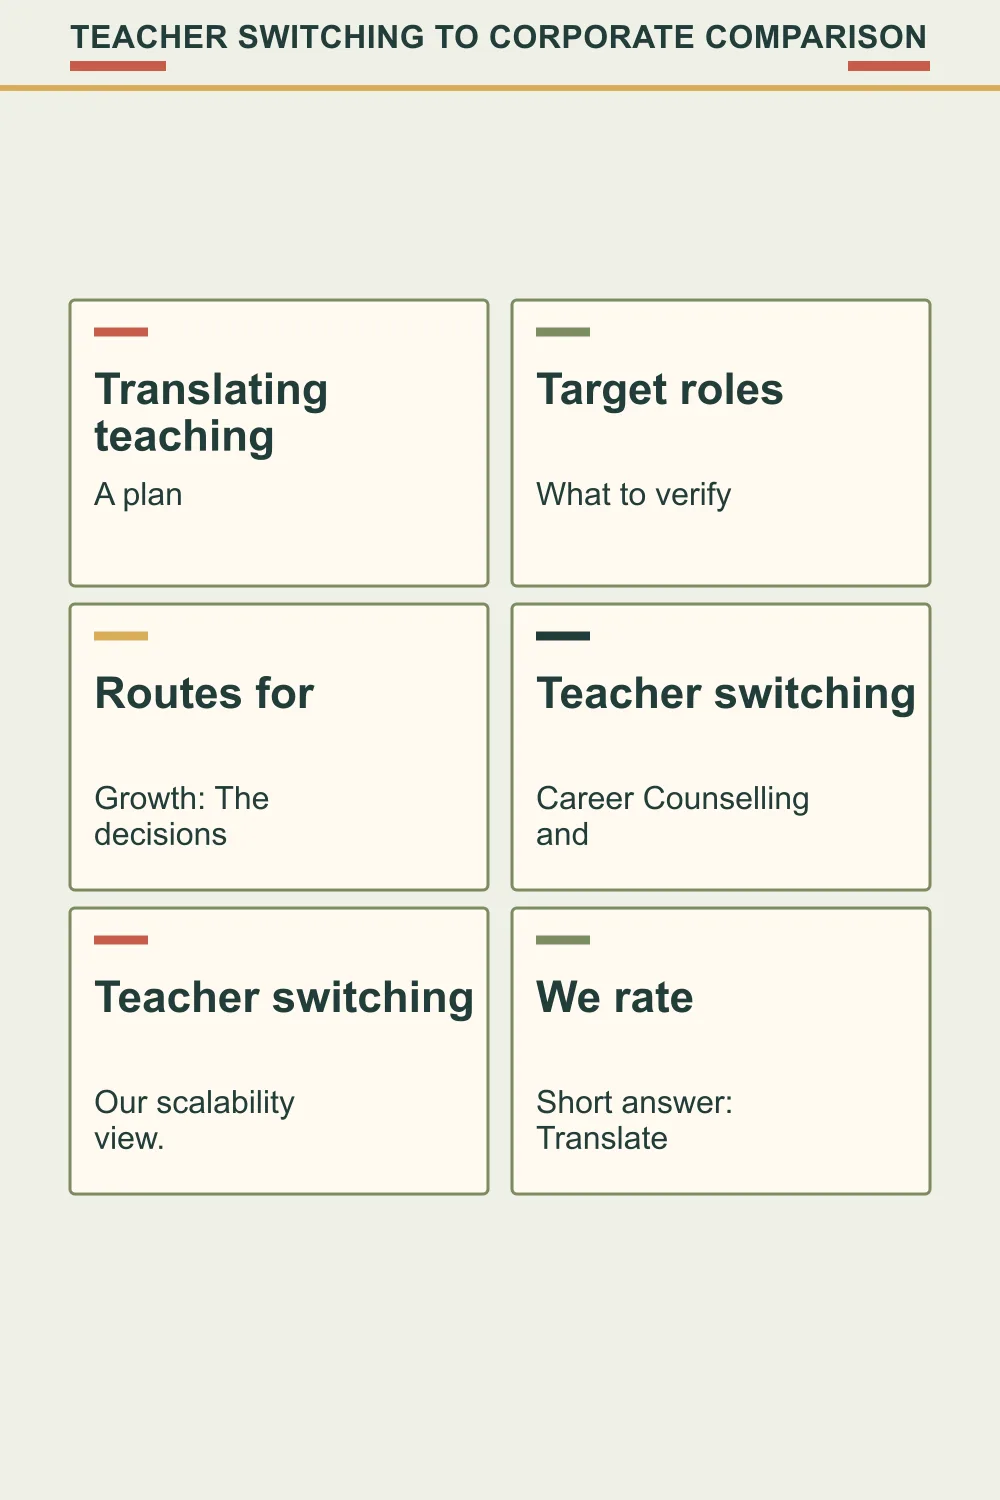 TEACHER SWITCHING TO CORPORATE COMPARISON
Translating
teaching
A plan
Target roles
What to verify
Routes for
Growth: The
decisions
Teacher switching
Career Counselling
and
Teacher switching
Our scalability
view.
We rate
Short answer:
Translate